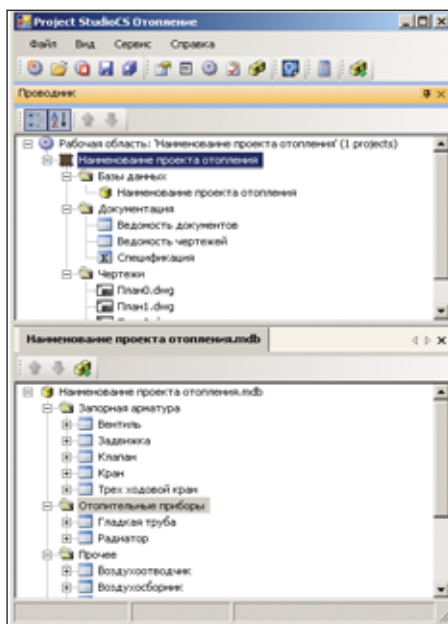 Project StudioCS Отопление
Файл Вид Сервис Справка
Проводник
Рабочая область: 'Наименование проекта отопления' (1 projects)
Наименование проекта отопления
Базы данных
Наименование проекта отопления
Документация
Ведомость документов
Ведомость чертежей
Спецификация
Чертежи
План0.dwg
План1.dwg
Наименование проекта отопления.mdb
Наименование проекта отопления.mdb
Запорная арматура
Вентиль
Задвижка
Клапан
Кран
Трех ходовой кран
Отопительные приборы
Гладкая труба
Радиатор
Прочее
Воздухоотводчик
Воздухосборник